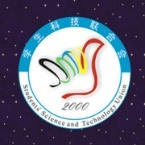 学生科技联合会
2000
Students' Science and Technology Union